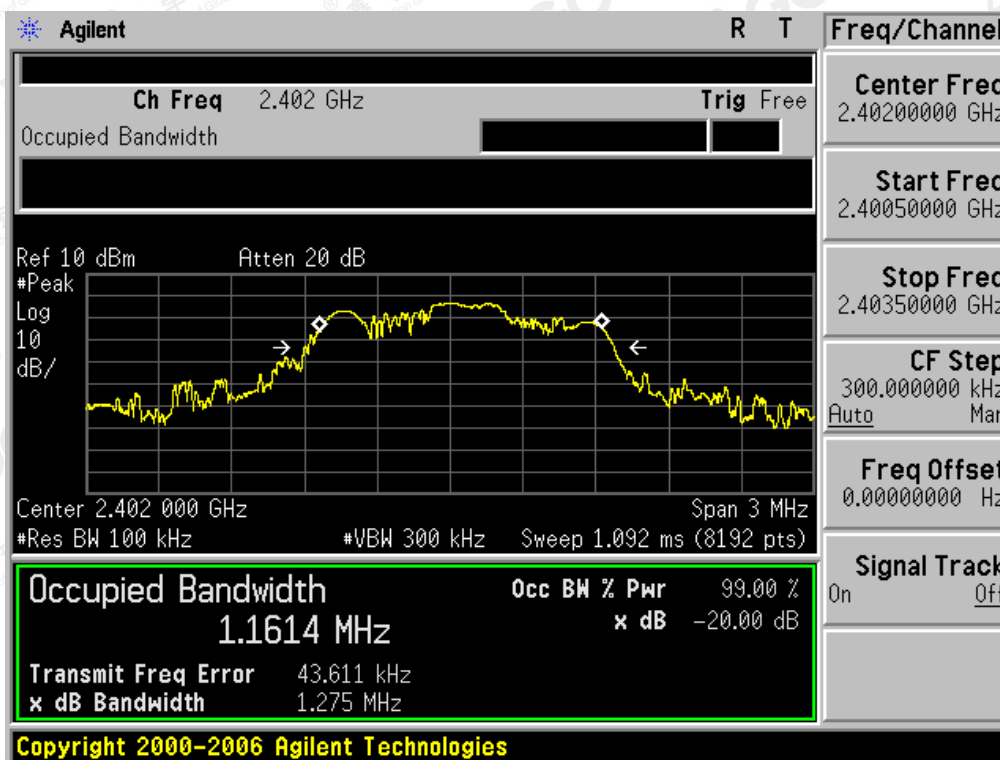 Agilent R T
Ch Freq 2.402 GHz Trig Free
Occupied Bandwidth
Ref 10 dBm Atten 20 dB
#Peak
Log
10
dB/
Center 2.402 000 GHz Span 3 MHz
#Res BW 100 kHz #VBW 300 kHz Sweep 1.092 ms (8192 pts)
Occupied Bandwidth Occ BW % Pwr 99.00 %
1.1614 MHz x dB -20.00 dB
Transmit Freq Error 43.611 kHz
x dB Bandwidth 1.275 MHz
Copyright 2000-2006 Agilent Technologies
Freq/Channel
Center Freq
2.40200000 GHz
Start Freq
2.40050000 GHz
Stop Freq
2.40350000 GHz
CF Step
300.000000 kHz
Auto Man
Freq Offset
0.00000000 Hz
Signal Track
On Off